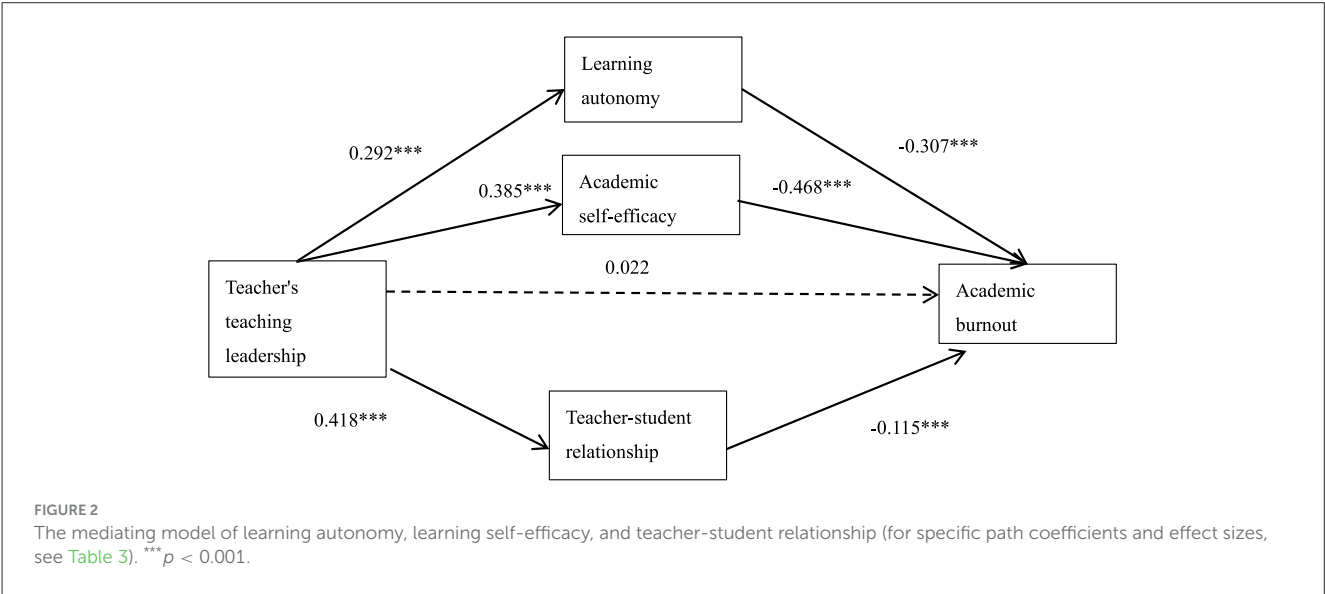 Learning
autonomy
0.292***
-0.307***
Academic
self-efficacy
0.385***
-0.468***
0.022
Teacher's
teaching
leadership
Academic
burnout
Teacher-student
relationship
0.418***
-0.115***
FIGURE 2
The mediating model of learning autonomy, learning self-efficacy, and teacher-student relationship (for specific path coefficients and effect sizes,
see Table 3). ***p < 0.001.